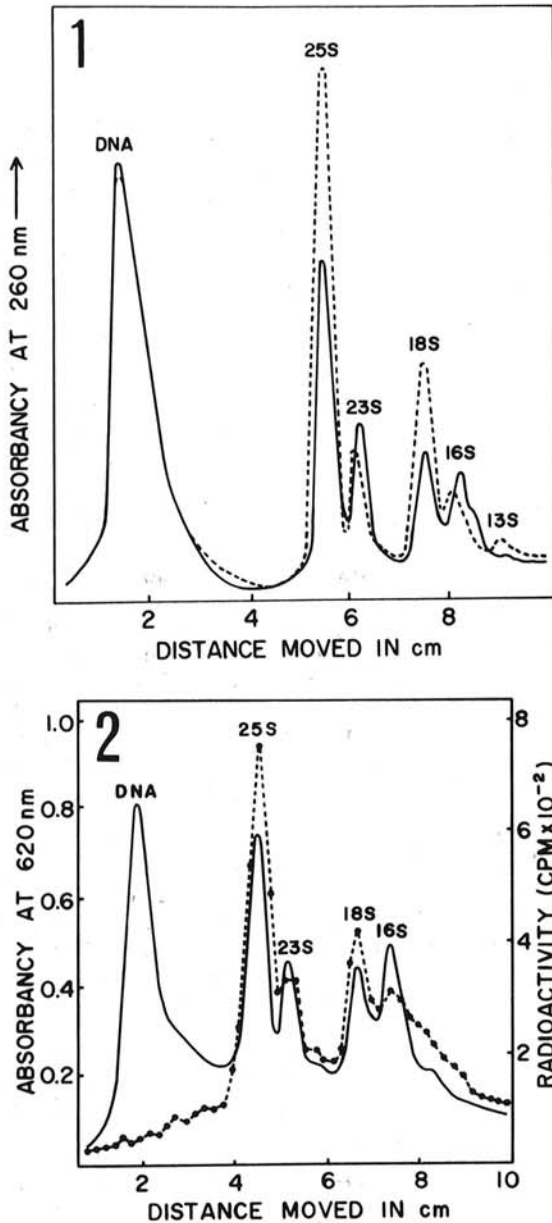 1
25S
DNA
18S
23S
16S
13S
ABSORBANCY AT 260 nm →
2 4 6 8
DISTANCE MOVED IN cm
2
25S
DNA
23S
18S
16S
1.0
0.8
0.6
0.4
0.2
ABSORBANCY AT 620nm
8
6
4
2
RADIOACTIVITY (CPM×10⁻²)
2 4 6 8 10
DISTANCE MOVED IN cm